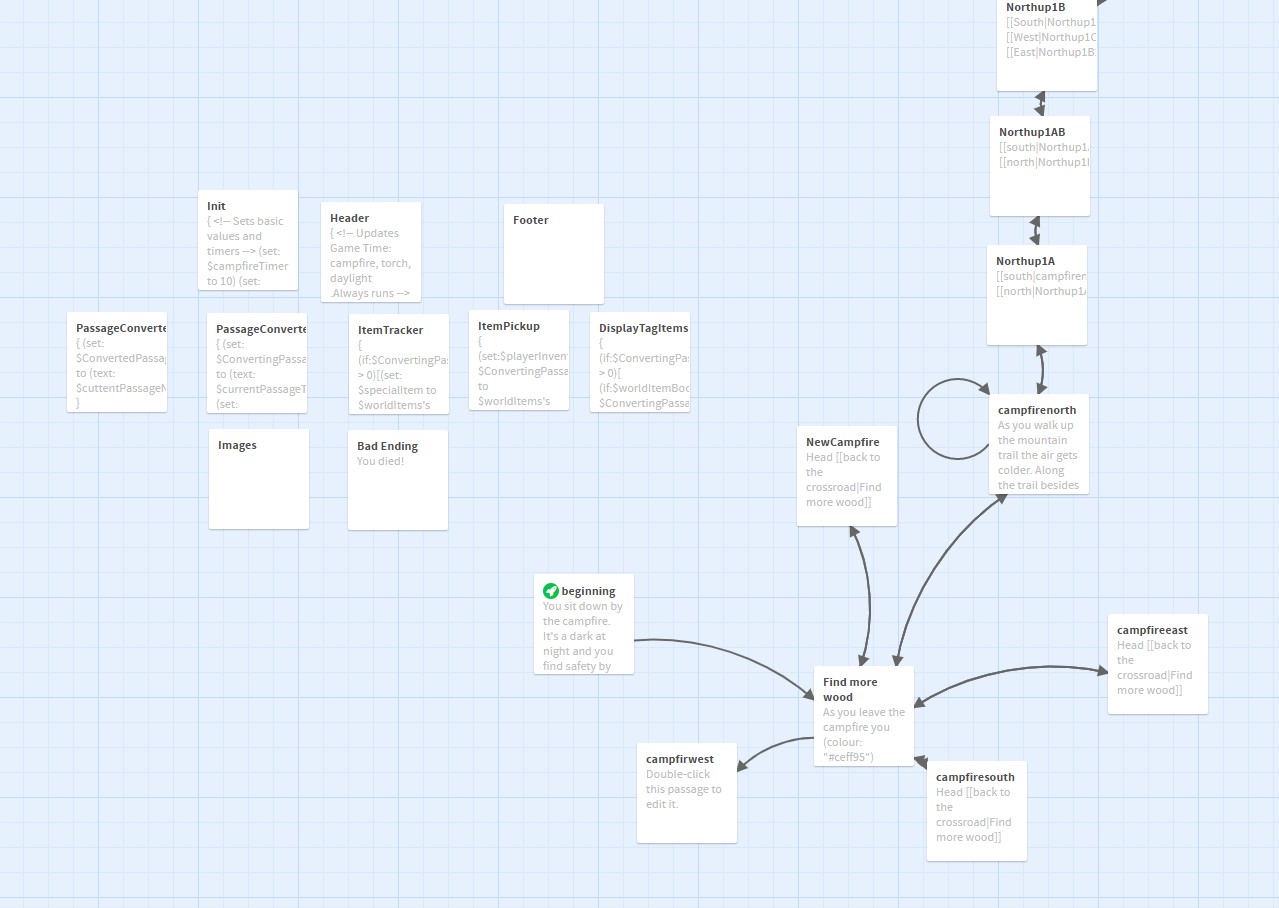 Northup1B
[[South|Northup1
[[West|Northup1C
[[East|Northup1B
Northup1AB
[[south|Northup1
[[north|Northup1
Northup1A
[[south|campfire
[[north|Northup1
Init
{ <!-- Sets basic
values and
timers --> (set:
$campfireTimer
to 10) (set:
Header
{ <!-- Updates
Game Time:
campfire, torch,
daylight
.Always runs -->
Footer
PassageConverte
{ (set:
$ConvertedPassa
to (text:
$cuttentPassageN
}
PassageConverte
{ (set:
$ConvertingPassa
to (text:
$currentPassageT
(set:
ItemTracker
{
(if:$ConvertingPa
> 0)[(set:
$specialItem to
$worldItems's
ItemPickup
{
(set:$playerInven
$ConvertingPassa
to
$worldItems's
DisplayTagItems
{
(if:$ConvertingPa
> 0)[
(if:$worldItemBo
$ConvertingPassa
Images
Bad Ending
You died!
NewCampfire
Head [[back to
the
crossroad|Find
more wood]]
campfirenorth
As you walk up
the mountain
trail the air gets
colder. Along
the trail besides
beginning
You sit down by
the campfire.
It's a dark at
night and you
find safety by
Find more
wood
As you leave the
campfire you
(colour:
"#ceff95")
campfireeast
Head [[back to
the
crossroad|Find
more wood]]
campfirwest
Double-click
this passage to
edit it.
campfiresouth
Head [[back to
the
crossroad|Find
more wood]]